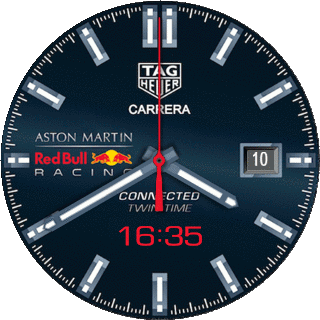 TAG
HEUER
CARRERA
ASTON MARTIN
Red Bull
RACING
10
CONNECTED
TWIN TIME
16:35